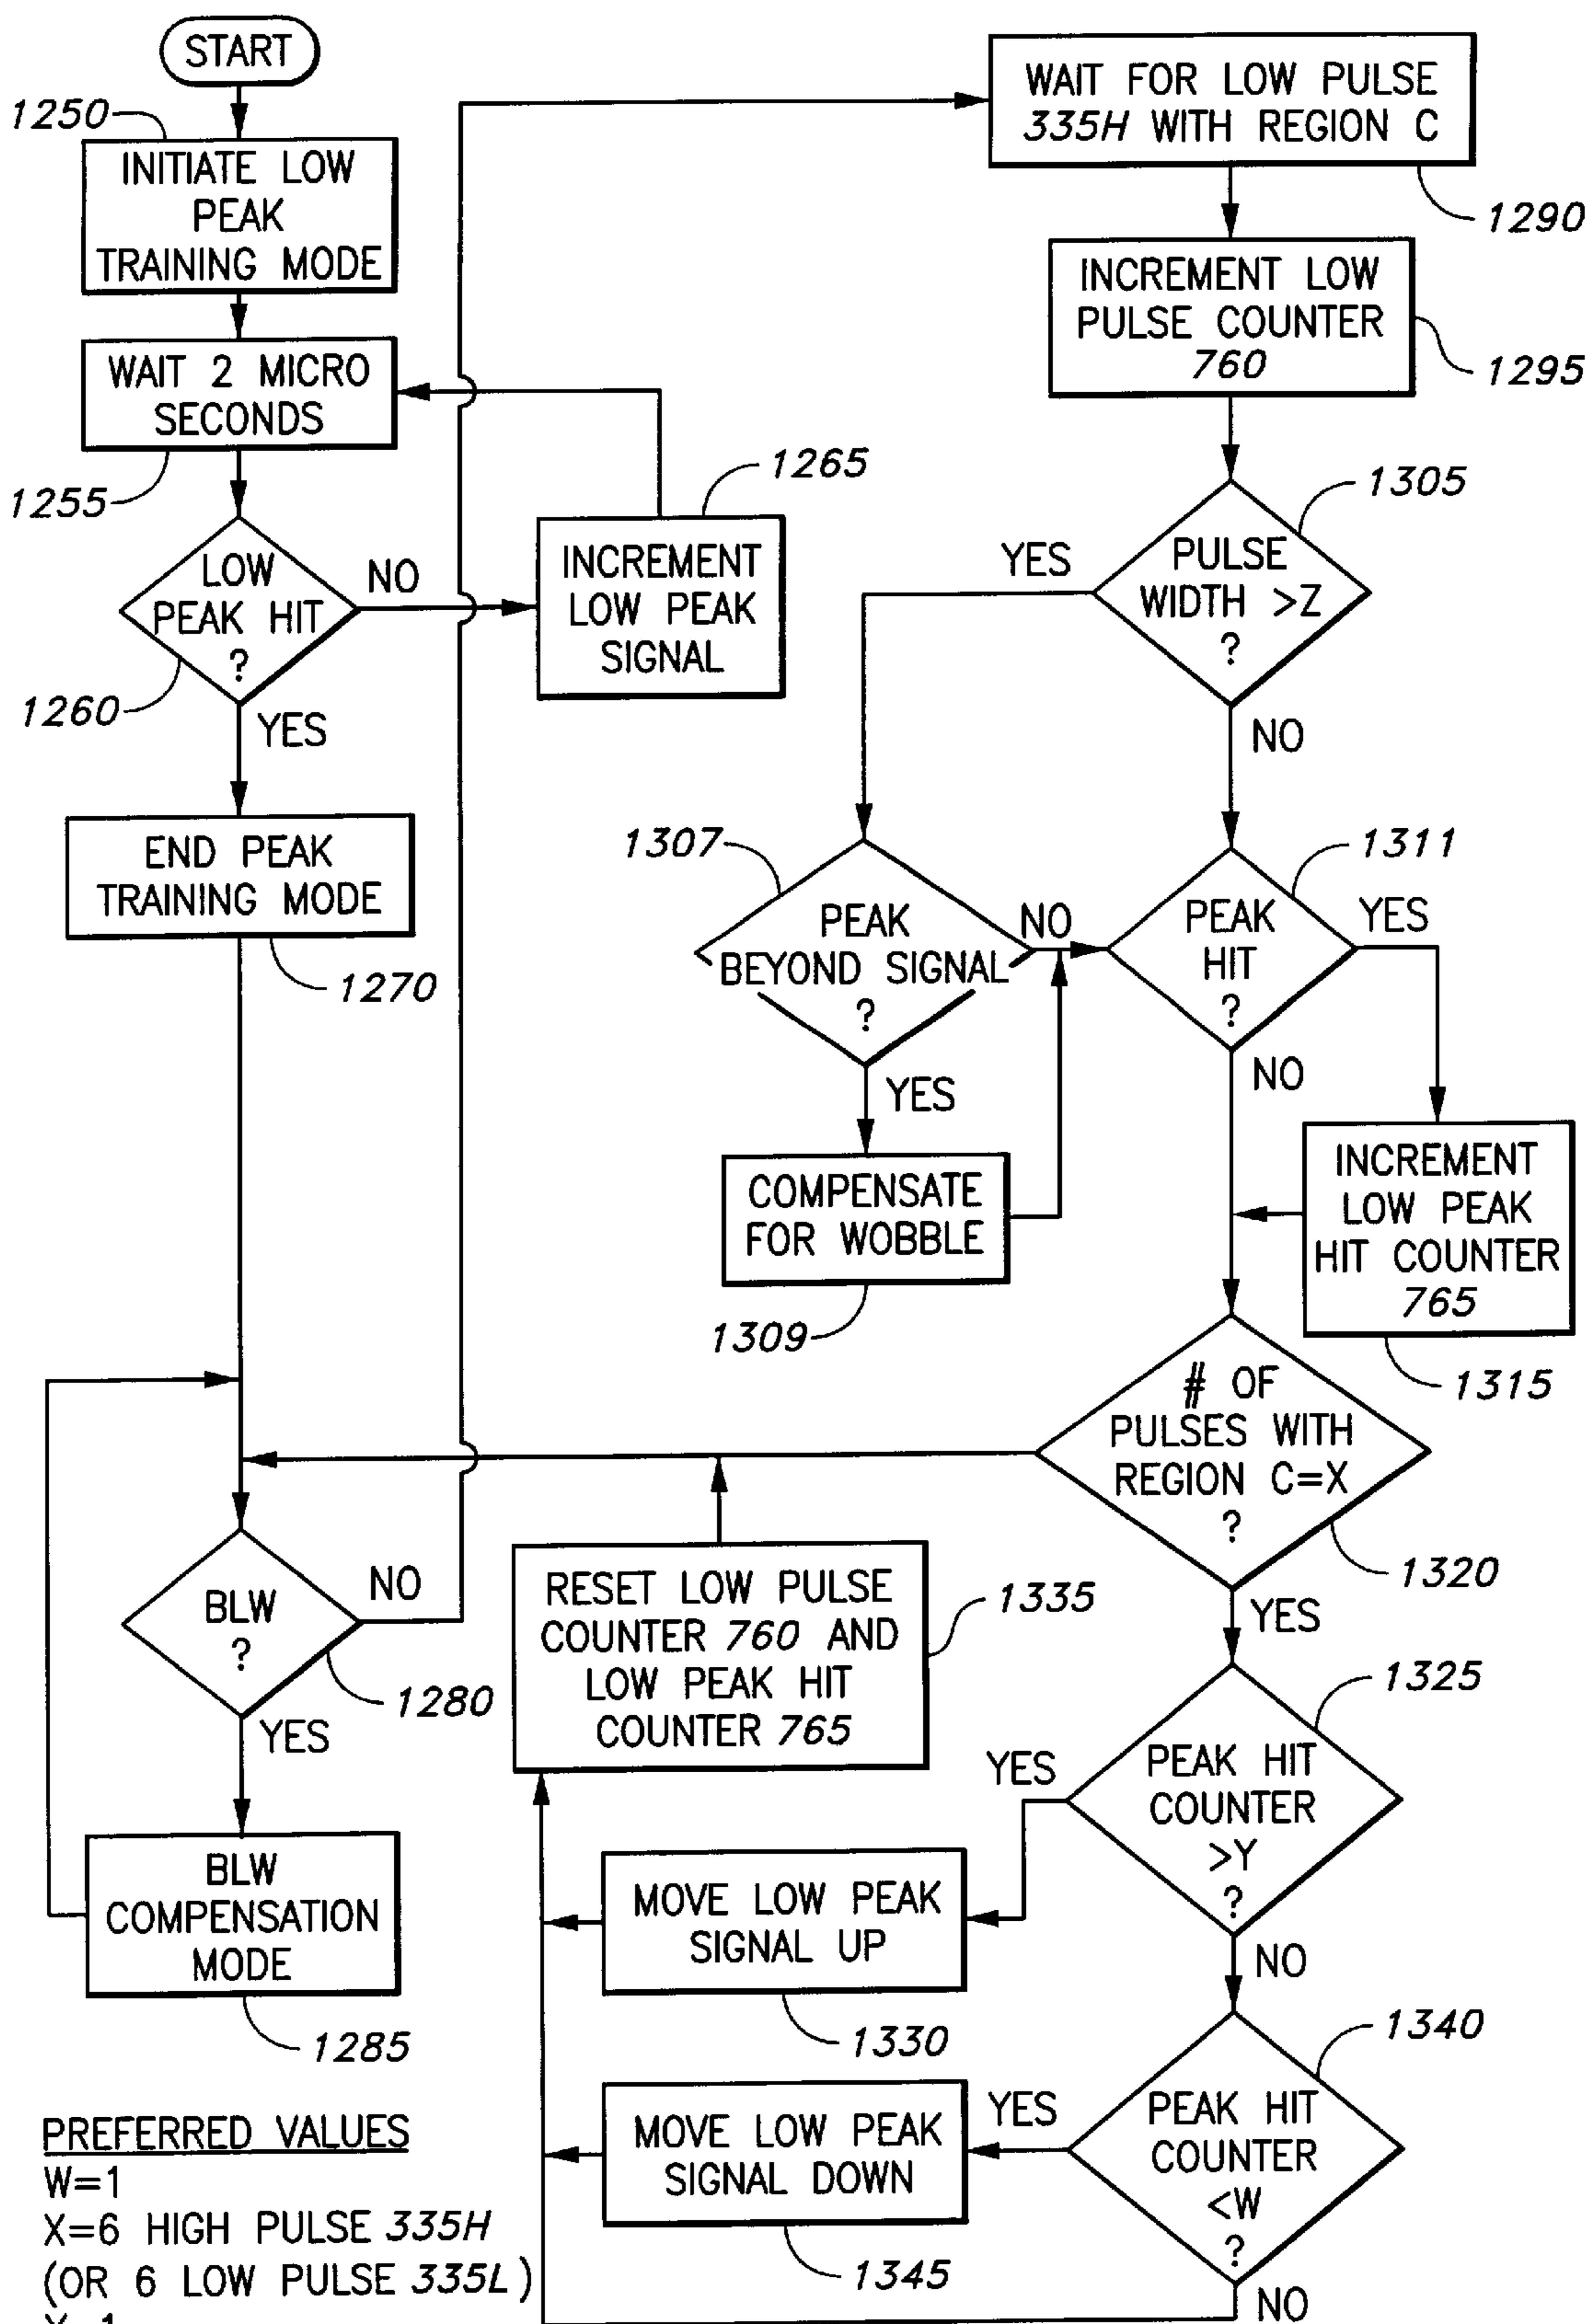 START
1250
INITIATE LOW
PEAK
TRAINING MODE
WAIT 2 MICRO
SECONDS
1255
LOW
PEAK HIT
?
NO
1260
YES
1265
INCREMENT
LOW PEAK
SIGNAL
END PEAK
TRAINING MODE
1270
BLW
?
NO
1280
YES
BLW
COMPENSATION
MODE
1285
WAIT FOR LOW PULSE
335H WITH REGION C
1290
INCREMENT LOW
PULSE COUNTER
760
1295
1305
PULSE
WIDTH >Z
?
YES
NO
1307
PEAK
BEYOND SIGNAL
?
NO
YES
COMPENSATE
FOR WOBBLE
1309
1311
PEAK
HIT
?
YES
NO
INCREMENT
LOW PEAK
HIT COUNTER
765
1315
# OF
PULSES WITH
REGION C=X
?
1320
YES
RESET LOW PULSE
COUNTER 760 AND
LOW PEAK HIT
COUNTER 765
1335
1325
PEAK HIT
COUNTER
>Y
?
YES
NO
MOVE LOW PEAK
SIGNAL UP
1330
1340
PEAK HIT
COUNTER
<W
?
YES
NO
MOVE LOW PEAK
SIGNAL DOWN
1345
PREFERRED VALUES
W=1
X=6 HIGH PULSE 335H
(OR 6 LOW PULSE 335L)